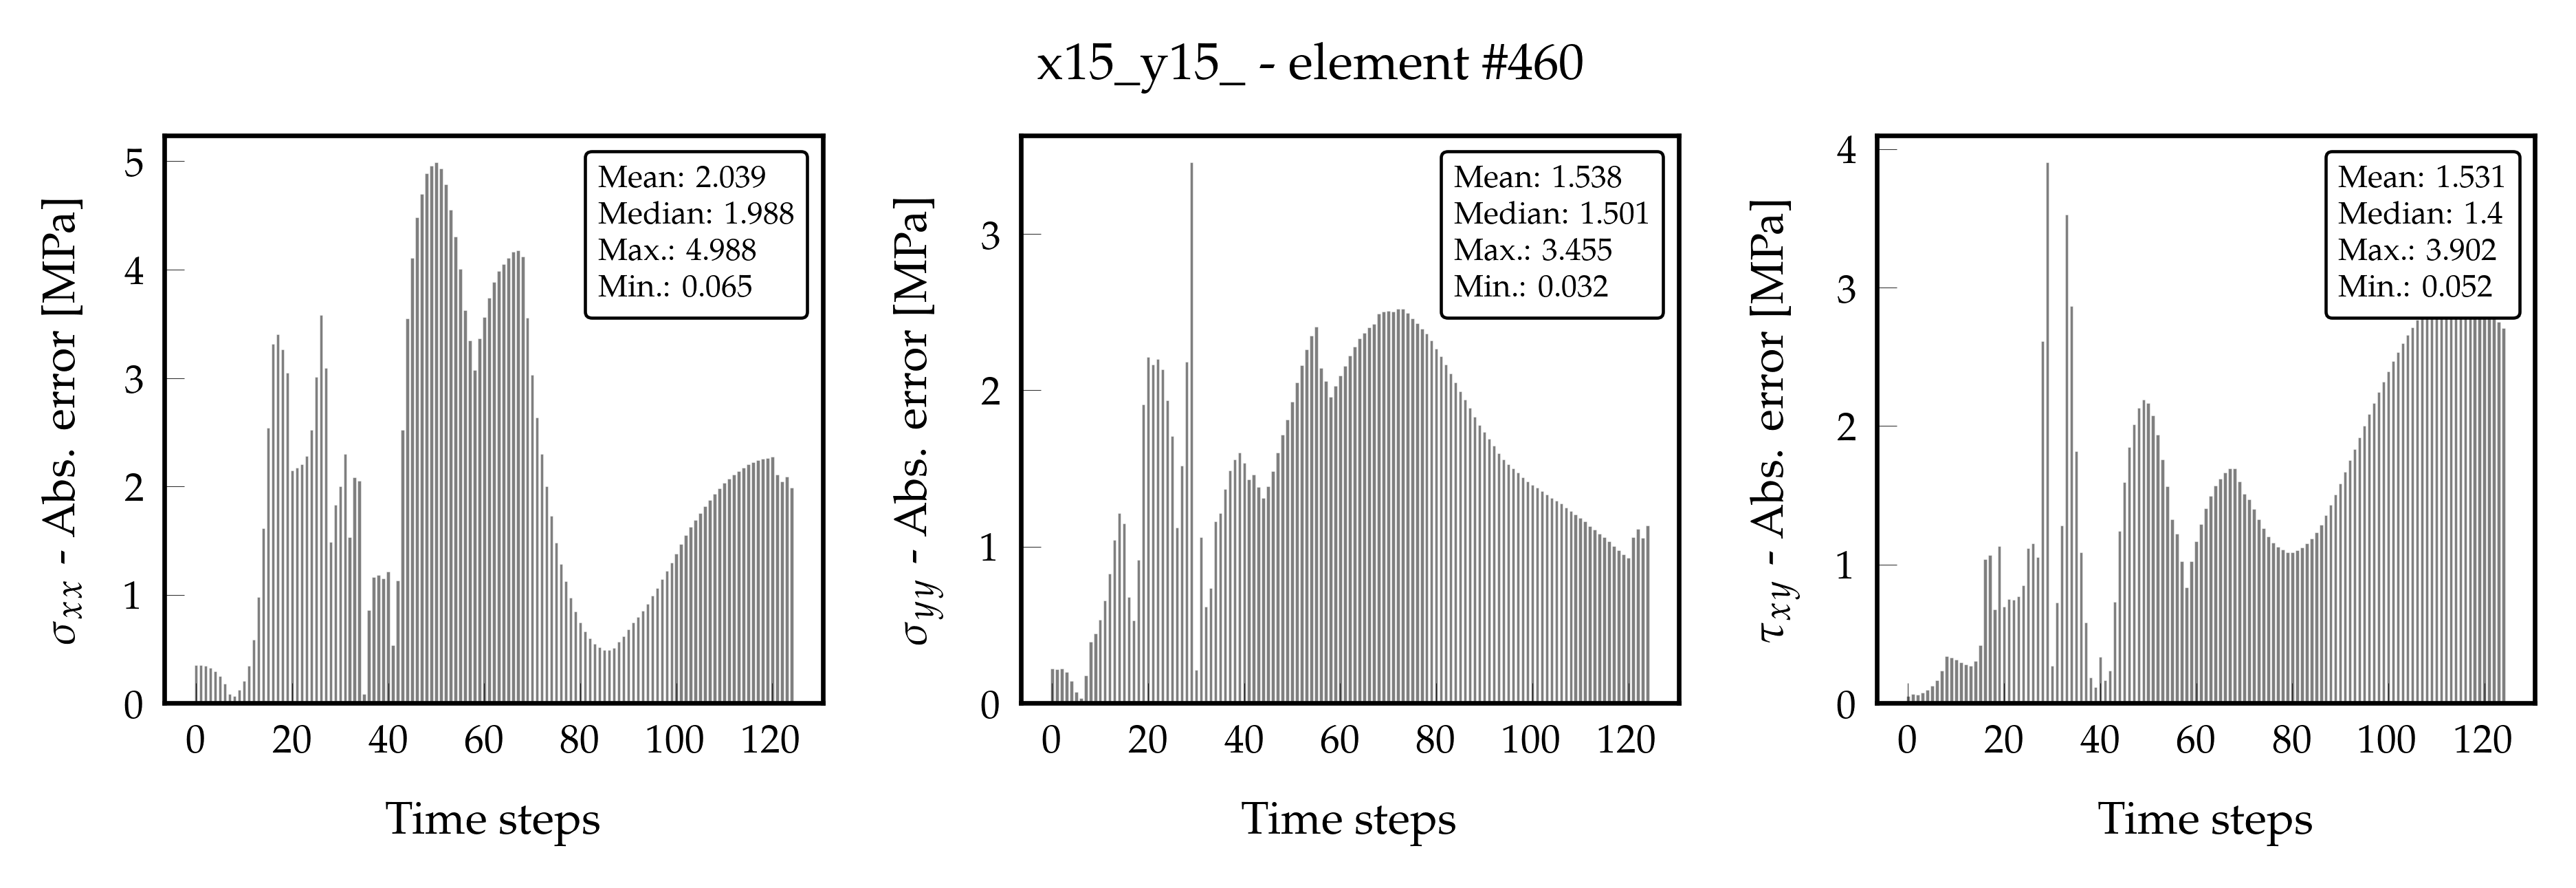 x15_y15_ - element #460
σxx - Abs. error [MPa]
5
4
3
2
1
0
0 20 40 60 80 100 120
Time steps
Mean: 2.039
Median: 1.988
Max.: 4.988
Min.: 0.065
σyy - Abs. error [MPa]
3
2
1
0
0 20 40 60 80 100 120
Time steps
Mean: 1.538
Median: 1.501
Max.: 3.455
Min.: 0.032
τxy - Abs. error [MPa]
4
3
2
1
0
0 20 40 60 80 100 120
Time steps
Mean: 1.531
Median: 1.4
Max.: 3.902
Min.: 0.052